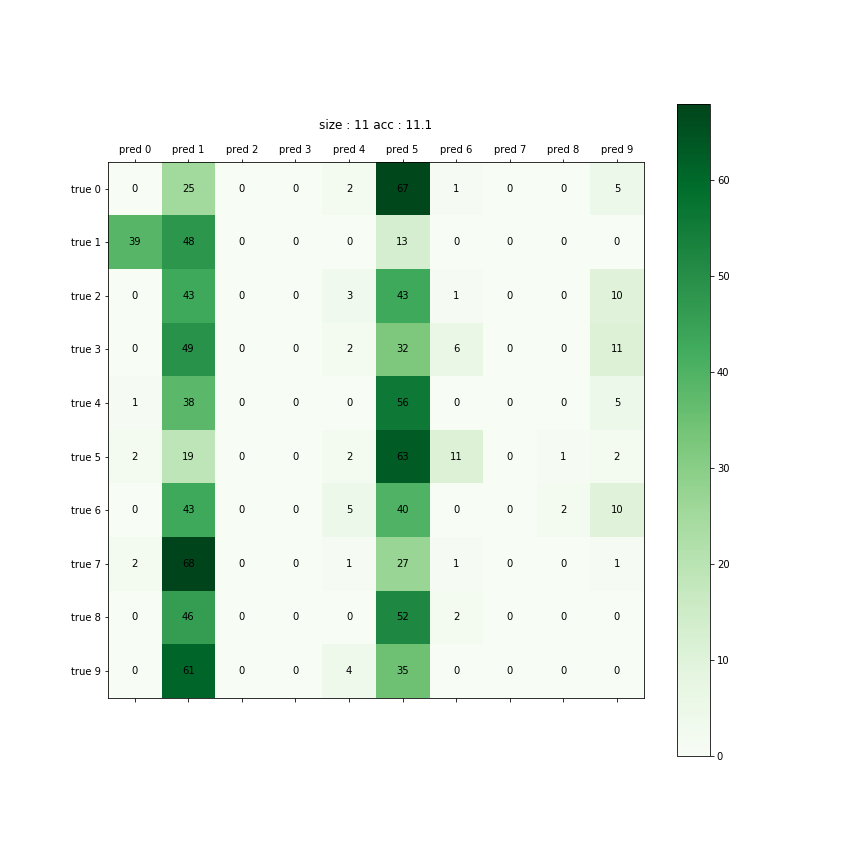 size : 11 acc : 11.1
pred 0 pred 1 pred 2 pred 3 pred 4 pred 5 pred 6 pred 7 pred 8 pred 9
true 0 0 25 0 0 2 67 1 0 0 5
true 1 39 48 0 0 0 13 0 0 0 0
true 2 0 43 0 0 3 43 1 0 0 10
true 3 0 49 0 0 2 32 6 0 0 11
true 4 1 38 0 0 0 56 0 0 0 5
true 5 2 19 0 0 2 63 11 0 1 2
true 6 0 43 0 0 5 40 0 0 2 10
true 7 2 68 0 0 1 27 1 0 0 1
true 8 0 46 0 0 0 52 2 0 0 0
true 9 0 61 0 0 4 35 0 0 0 0
60
50
40
30
20
10
0